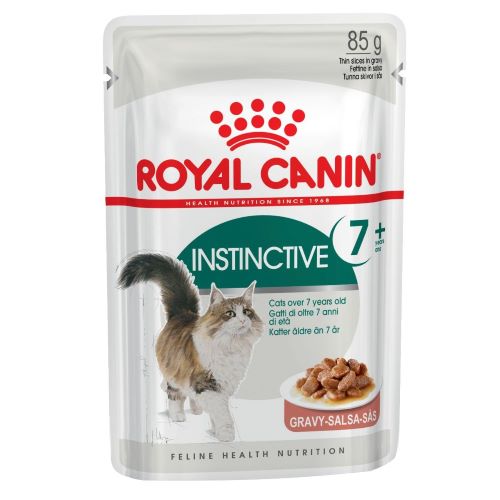 85 g
Thin slices in gravy
Fettine in salsa
Tunna skivor i sås
ROYAL CANIN
HEALTH NUTRITION SINCE 1968
INSTINCTIVE
7+
years
Cats over 7 years old
Gatti di oltre 7 anni
di età
Katter äldre än 7 år
GRAVY-SALSA-SÅS
FELINE HEALTH NUTRITION